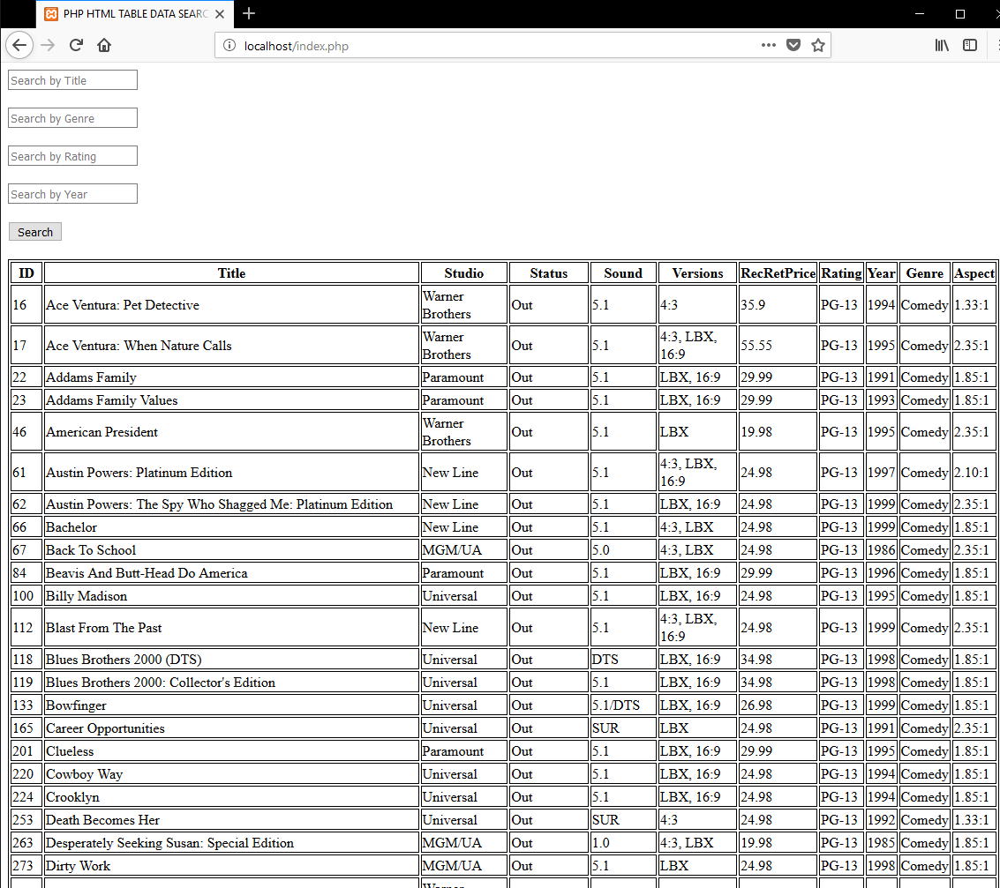 PHP HTML TABLE DATA SEARC
localhost/index.php
Search by Title
Search by Genre
Search by Rating
Search by Year
Search
ID Title Studio Status Sound Versions RecRetPrice Rating Year Genre Aspect
16 Ace Ventura: Pet Detective Warner Brothers Out 5.1 4:3 35.9 PG-13 1994 Comedy 1.33:1
17 Ace Ventura: When Nature Calls Warner Brothers Out 5.1 4:3, LBX, 16:9 55.55 PG-13 1995 Comedy 2.35:1
22 Addams Family Paramount Out 5.1 LBX, 16:9 29.99 PG-13 1991 Comedy 1.85:1
23 Addams Family Values Paramount Out 5.1 LBX, 16:9 29.99 PG-13 1993 Comedy 1.85:1
46 American President Warner Brothers Out 5.1 LBX 19.98 PG-13 1995 Comedy 2.35:1
61 Austin Powers: Platinum Edition New Line Out 5.1 4:3, LBX, 16:9 24.98 PG-13 1997 Comedy 2.10:1
62 Austin Powers: The Spy Who Shagged Me: Platinum Edition New Line Out 5.1 LBX, 16:9 24.98 PG-13 1999 Comedy 2.35:1
66 Bachelor New Line Out 5.1 4:3, LBX 24.98 PG-13 1999 Comedy 1.85:1
67 Back To School MGM/UA Out 5.0 4:3, LBX 24.98 PG-13 1986 Comedy 2.35:1
84 Beavis And Butt-Head Do America Paramount Out 5.1 LBX, 16:9 29.99 PG-13 1996 Comedy 1.85:1
100 Billy Madison Universal Out 5.1 LBX, 16:9 24.98 PG-13 1995 Comedy 1.85:1
112 Blast From The Past New Line Out 5.1 4:3, LBX, 16:9 24.98 PG-13 1999 Comedy 2.35:1
118 Blues Brothers 2000 (DTS) Universal Out DTS LBX, 16:9 34.98 PG-13 1998 Comedy 1.85:1
119 Blues Brothers 2000: Collector's Edition Universal Out 5.1 LBX, 16:9 34.98 PG-13 1998 Comedy 1.85:1
133 Bowfinger Universal Out 5.1/DTS LBX, 16:9 26.98 PG-13 1999 Comedy 1.85:1
165 Career Opportunities Universal Out SUR LBX 24.98 PG-13 1991 Comedy 2.35:1
201 Clueless Paramount Out 5.1 LBX, 16:9 29.99 PG-13 1995 Comedy 1.85:1
220 Cowboy Way Universal Out 5.1 LBX, 16:9 24.98 PG-13 1994 Comedy 1.85:1
224 Crooklyn Universal Out 5.1 LBX, 16:9 24.98 PG-13 1994 Comedy 1.85:1
253 Death Becomes Her Universal Out SUR 4:3 24.98 PG-13 1992 Comedy 1.33:1
263 Desperately Seeking Susan: Special Edition MGM/UA Out 1.0 4:3, LBX 19.98 PG-13 1985 Comedy 1.85:1
273 Dirty Work MGM/UA Out 5.1 LBX 24.98 PG-13 1998 Comedy 1.85:1